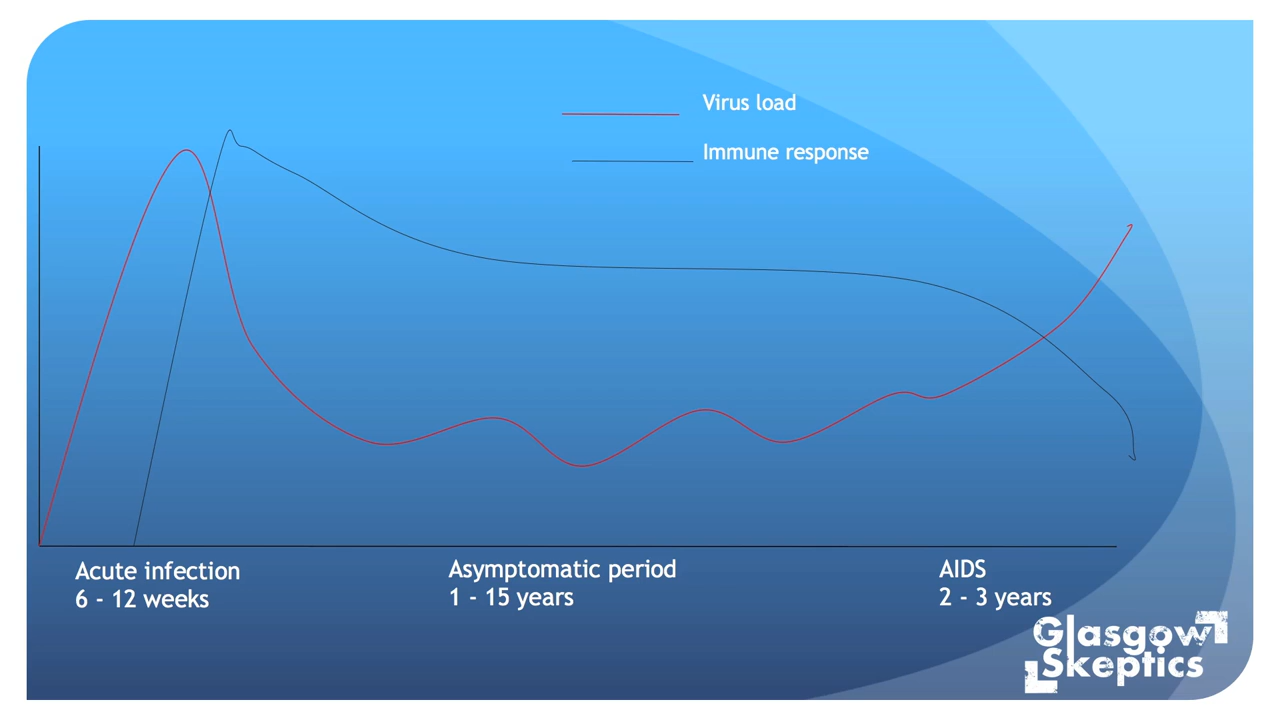 Virus load
Immune response
Acute infection
6 - 12 weeks
Asymptomatic period
1 - 15 years
AIDS
2 - 3 years
Glasgow
Skeptics